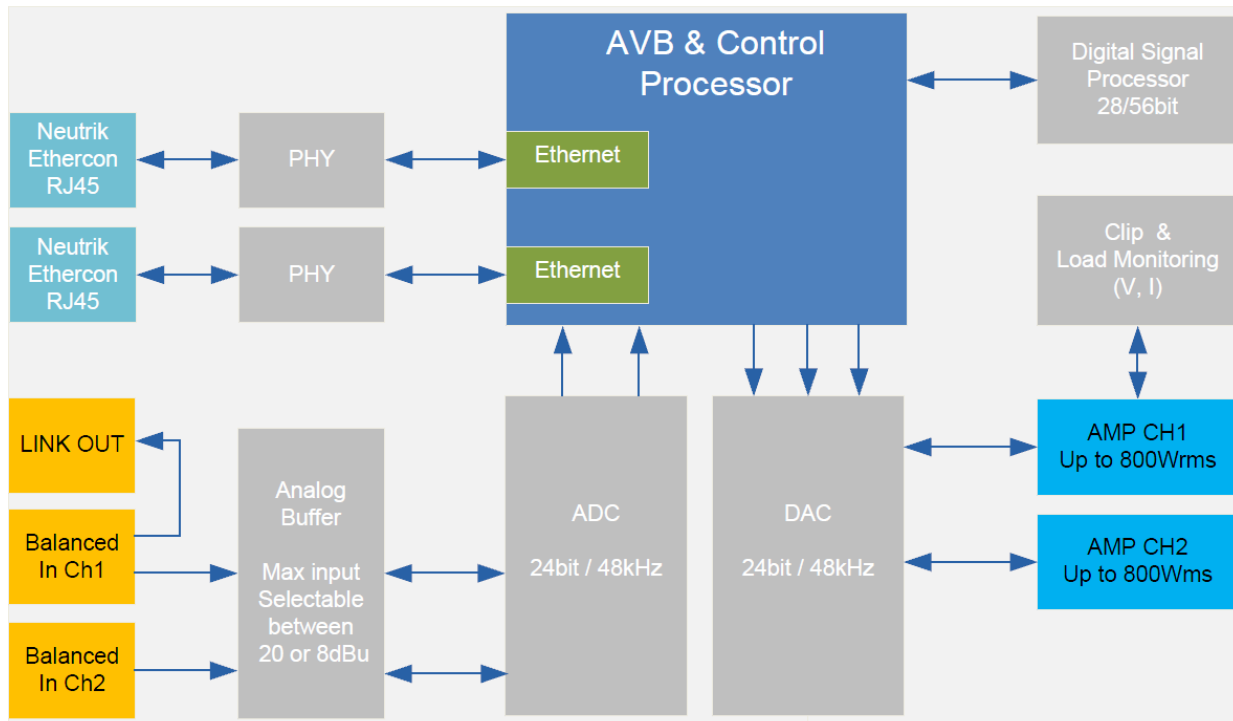 AVB & Control
Processor
Digital Signal
Processor
28/56bit
Neutrik
Ethercon
RJ45
PHY
Ethernet
Neutrik
Ethercon
RJ45
PHY
Ethernet
Clip &
Load Monitoring
(V, I)
LINK OUT
Balanced
In Ch1
Balanced
In Ch2
Analog
Buffer
Max input
Selectable
between
20 or 8dBu
ADC
24bit / 48kHz
DAC
24bit / 48kHz
AMP CH1
Up to 800Wrms
AMP CH2
Up to 800Wms